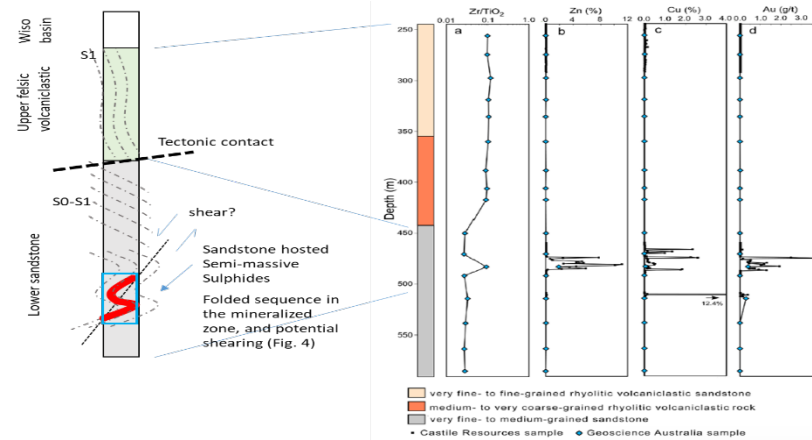 Wiso
basin
Upper felsic
volcaniclastic
Lower sandstone
S1
Tectonic contact
S0-S1
shear?
Sandstone hosted
Semi-massive
Sulphides
Folded sequence in
the mineralized
zone, and potential
shearing (Fig. 4)
Zr/TiO2 Zn (%) Cu (%) Au (g/t)
0.01 0.1 1 0 2 4 6 8 10 12 0.0 1.0 2.0 3.0 4.0 0.0 1.0 2.0 3.0
a b c d
Depth (m)
250
300
350
400
450
500
550
12.4%
very fine- to fine-grained rhyolitic volcaniclastic sandstone
medium- to very coarse-grained rhyolitic volcaniclastic rock
very fine- to medium-grained sandstone
Castile Resources sample Geoscience Australia sample